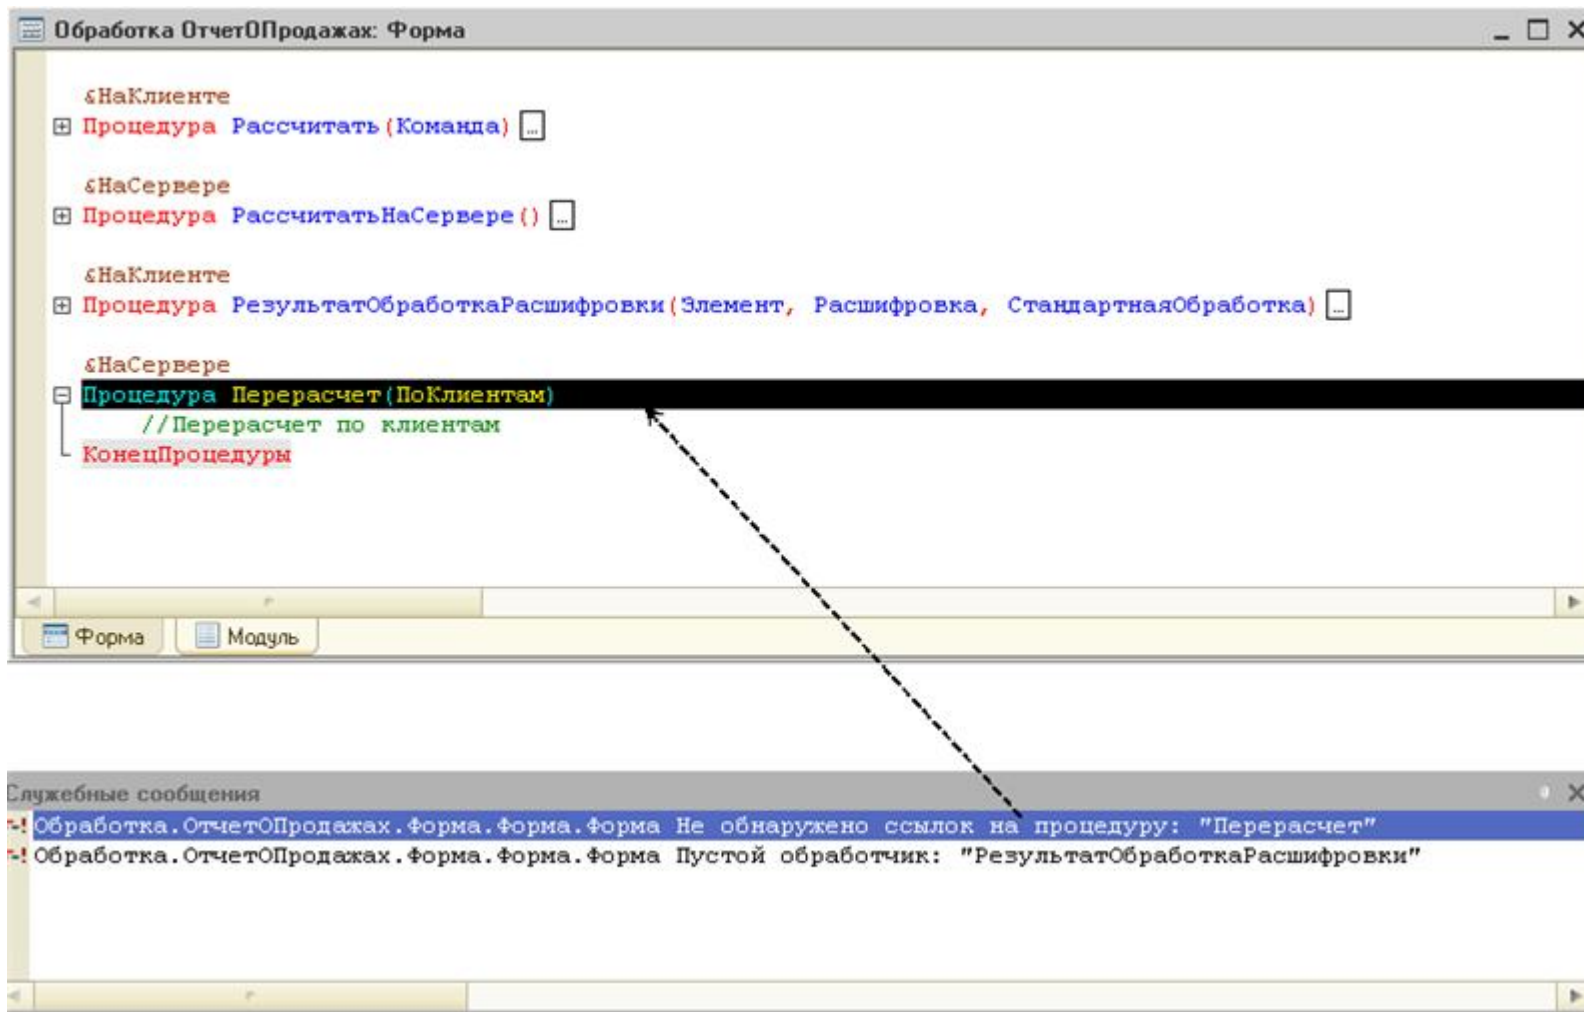 Обработка ОтчетОПродажах: Форма
&НаКлиенте
Процедура Рассчитать(Команда) ...
&НаСервере
Процедура РассчитатьНаСервере() ...
&НаКлиенте
Процедура РезультатОбработкаРасшифровки(Элемент, Расшифровка, СтандартнаяОбработка) ...
&НаСервере
Процедура Перерасчет(ПоКлиентам)
//Перерасчет по клиентам
КонецПроцедуры
Форма Модуль
Служебные сообщения
Обработка.ОтчетОПродажах.Форма.Форма.Форма Не обнаружено ссылок на процедуру: "Перерасчет"
Обработка.ОтчетОПродажах.Форма.Форма.Форма Пустой обработчик: "РезультатОбработкаРасшифровки"